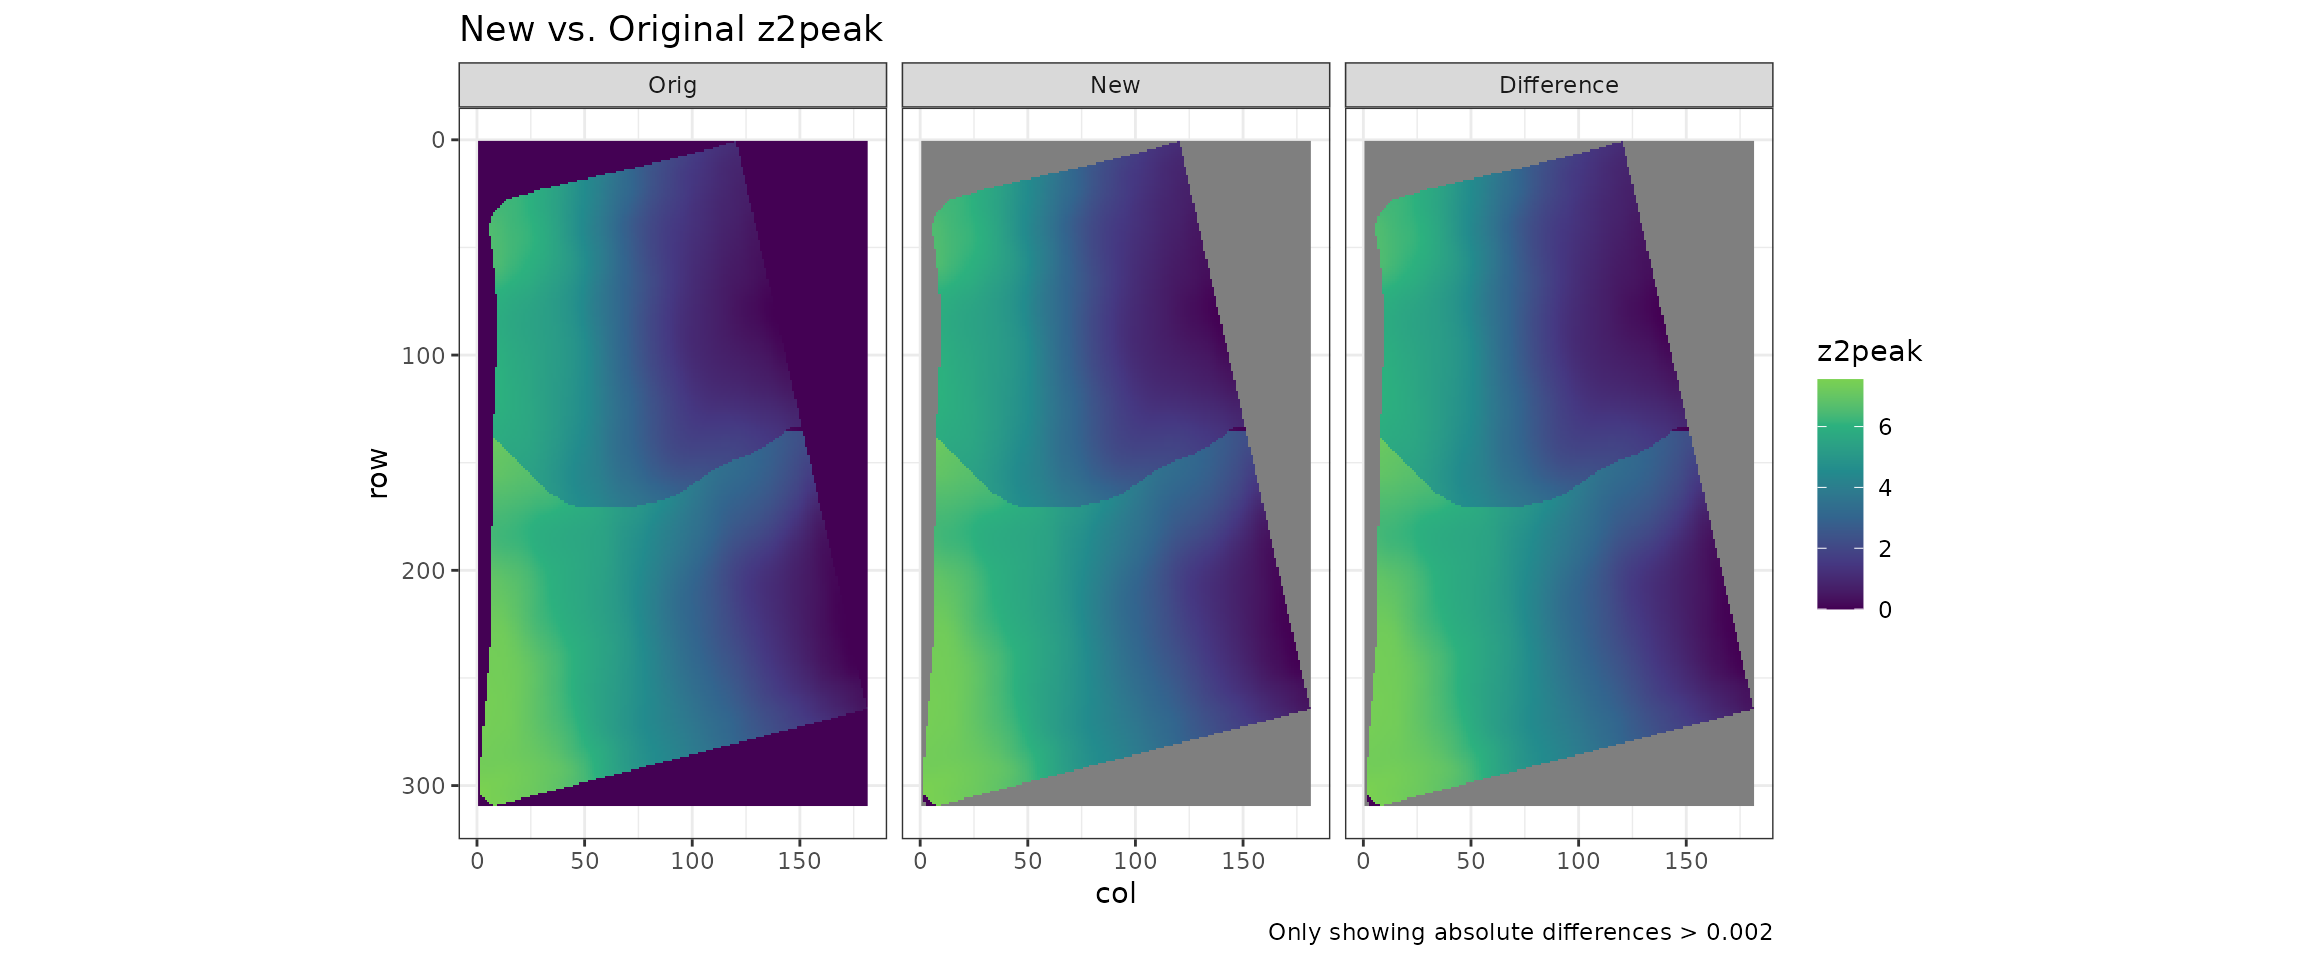 New vs. Original z2peak
Orig
New
Difference
row
0
100
200
300
0
50
100
150
0
50
100
150
0
50
100
150
col
z2peak
6
4
2
0
Only showing absolute differences > 0.002